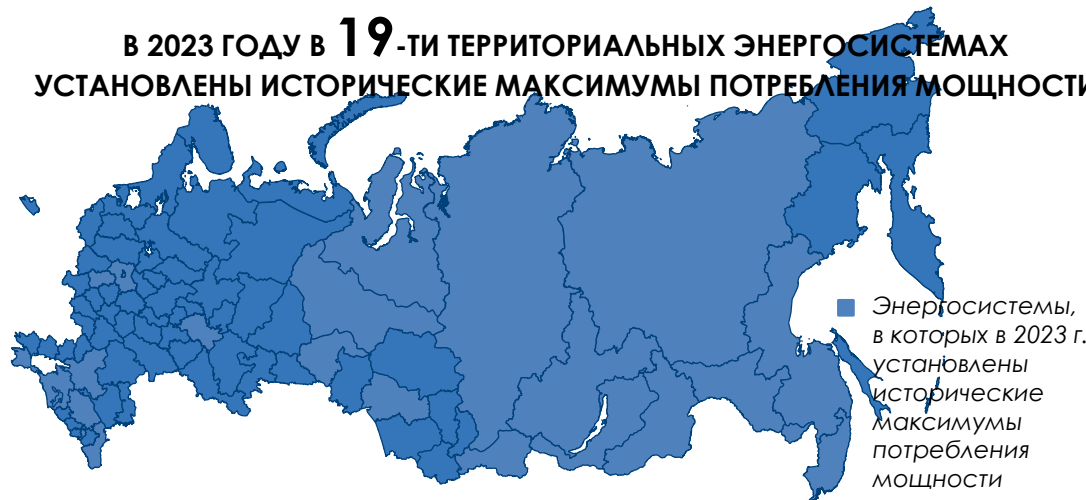 В 2023 ГОДУ В 19-ТИ ТЕРРИТОРИАЛЬНЫХ ЭНЕРГОСИСТЕМАХ
УСТАНОВЛЕНЫ ИСТОРИЧЕСКИЕ МАКСИМУМЫ ПОТРЕБЛЕНИЯ МОЩНОСТИ
Энергосистемы,
в которых в 2023 г.
установлены
исторические
максимумы
потребления
мощности